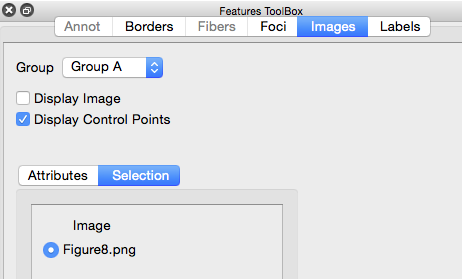 Features ToolBox
Annot Borders Fibers Foci Images Labels
Group Group A
Display Image
Display Control Points
Attributes Selection
Image
Figure8.png